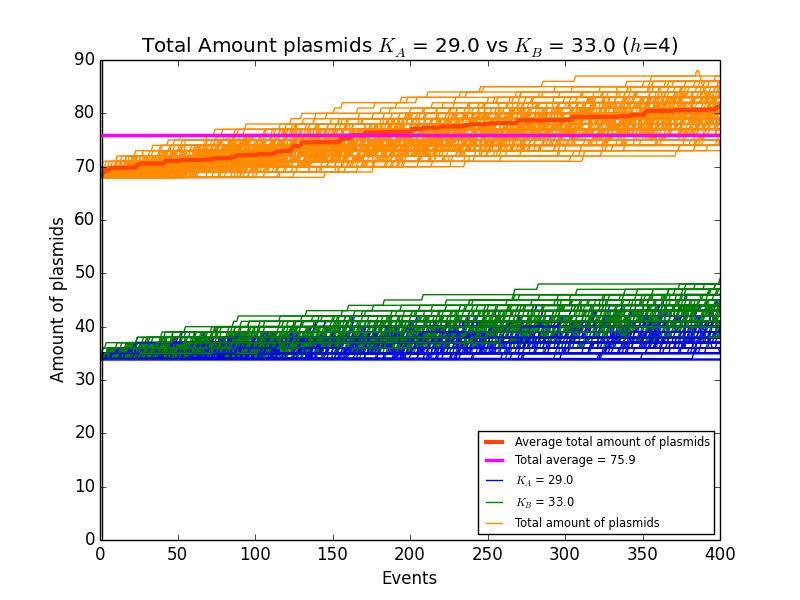 Total Amount plasmids K_A = 29.0 vs K_B = 33.0 (h=4)
90
80
70
60
50
40
30
20
10
0
Amount of plasmids
0 50 100 150 200 250 300 350 400
Events
Average total amount of plasmids
Total average = 75.9
K_A = 29.0
K_B = 33.0
Total amount of plasmids